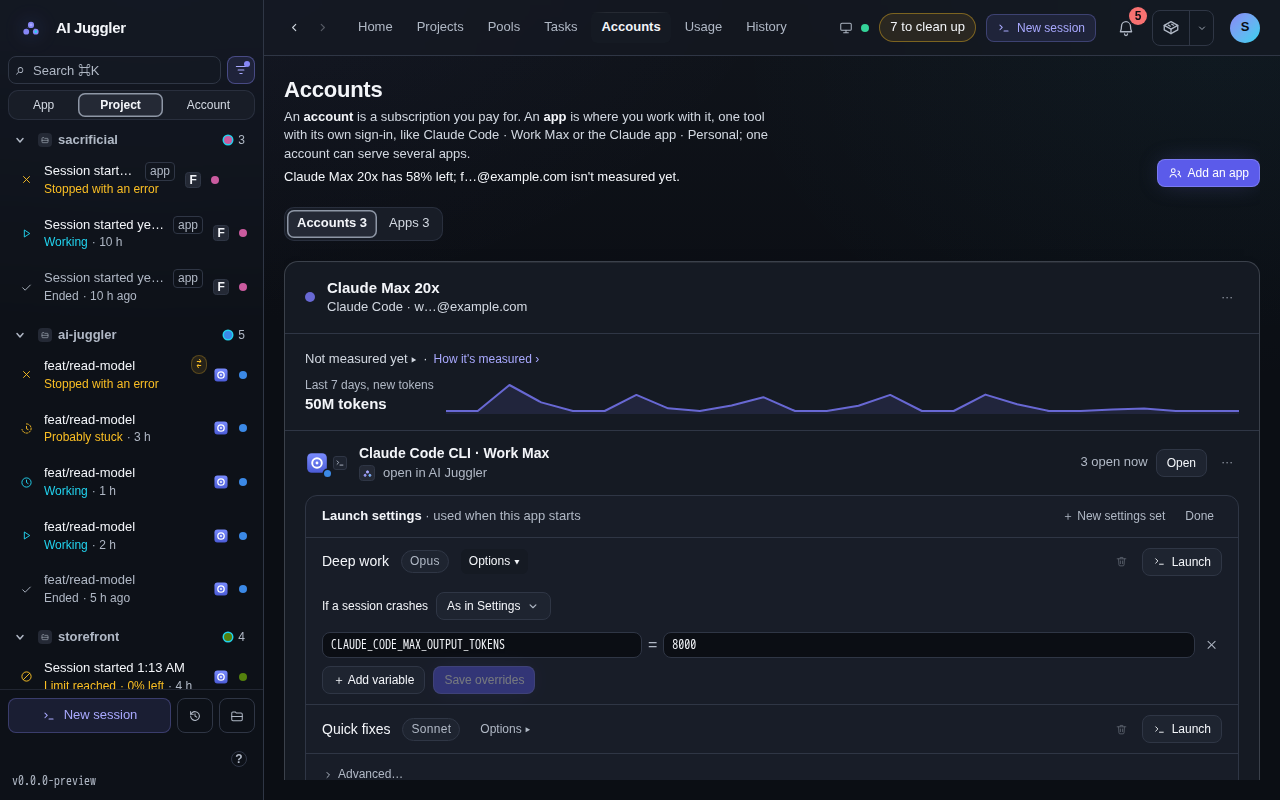 AI Juggler
Search ⌘K
App Project Account
sacrificial 3
Session start… app F
Stopped with an error
Session started ye… app F
Working · 10 h
Session started ye… app F
Ended · 10 h ago
ai-juggler 5
feat/read-model
Stopped with an error
feat/read-model
Probably stuck · 3 h
feat/read-model
Working · 1 h
feat/read-model
Working · 2 h
feat/read-model
Ended · 5 h ago
storefront 4
Session started 1:13 AM
Limit reached · 0% left · 4 h
New session
?
v0.0.0-preview
Home Projects Pools Tasks Accounts Usage History
7 to clean up
New session
5
S
Accounts
An account is a subscription you pay for. An app is where you work with it, one tool
with its own sign-in, like Claude Code · Work Max or the Claude app · Personal; one
account can serve several apps.
Claude Max 20x has 58% left; f…@example.com isn't measured yet.
Add an app
Accounts 3 Apps 3
Claude Max 20x
Claude Code · w…@example.com
Not measured yet ▸ · How it's measured ›
Last 7 days, new tokens
50M tokens
Claude Code CLI · Work Max
open in AI Juggler
3 open now Open
Launch settings · used when this app starts
+ New settings set Done
Deep work Opus Options ▾ Launch
If a session crashes As in Settings
CLAUDE_CODE_MAX_OUTPUT_TOKENS = 8000
+ Add variable Save overrides
Quick fixes Sonnet Options ▸ Launch
Advanced…